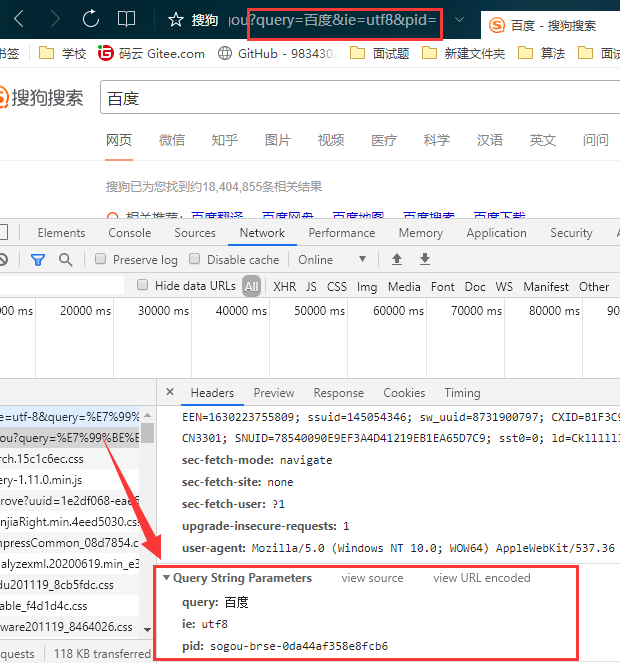 搜狗 ou?query=百度&ie=utf8&pid=
百度 - 搜狗搜索
书签 学校 码云 Gitee.com GitHub - 98343 面试题 新建文件夹 算法 面试
搜狗搜索 百度
网页 微信 知乎 图片 视频 医疗 科学 汉语 英文 问问
搜狗已为您找到约18,404,855条相关结果
相关推荐: 百度翻译 百度网盘 百度地图 百度搜索 百度下载
Elements Console Sources Network Performance Memory Application Security
Preserve log Disable cache Online
Hide data URLs All XHR JS CSS Img Media Font Doc WS Manifest Other
00 ms 20000 ms 30000 ms 40000 ms 50000 ms 60000 ms 70000 ms 80000 ms 90
× Headers Preview Response Cookies Timing
e=utf-8&query=%E7%99%
ou?query=%E7%99%BE%E
rch.15c1c6ec.css
ery-1.11.0.min.js
rove?uuid=1e2df068-eae
njiaRight.min.4eed5030.cs
mpressCommon_08d7854.c
alyzexml.20200619.min_e3
du201119_8cb5fdc.css
able_f4d1d4c.css
ware201119_8464026.css
quests 118 KB transferred
EEN=1630223755809; ssuid=145054346; sw_uuid=8731900797; CXID=B1F3C9
CN3301; SNUID=78540090E9EF3A4D41219EB1EA65D7C9; sst0=0; ld=Ckllllll
sec-fetch-mode: navigate
sec-fetch-site: none
sec-fetch-user: ?1
upgrade-insecure-requests: 1
user-agent: Mozilla/5.0 (Windows NT 10.0; WOW64) AppleWebKit/537.36
Query String Parameters view source view URL encoded
query: 百度
ie: utf8
pid: sogou-brse-0da44af358e8fcb6